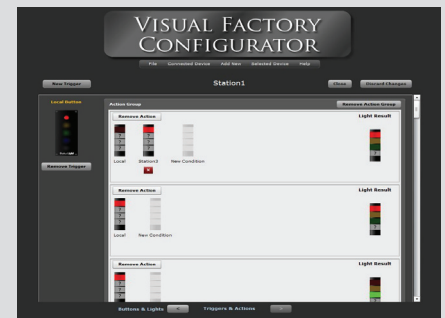 VISUAL FACTORY
CONFIGURATOR
File Connected Device Add New Selected Device Help
New Trigger Station1 Close Discard Changes
Local Button Action Group Remove Action Group
Remove Action Light Result
? ?
? ?
? ?
Local Station2 New Condition
Remove Trigger
Remove Action Light Result
?
?
?
Local New Condition
Remove Action Light Result
?
?
Buttons & Lights Triggers & Actions